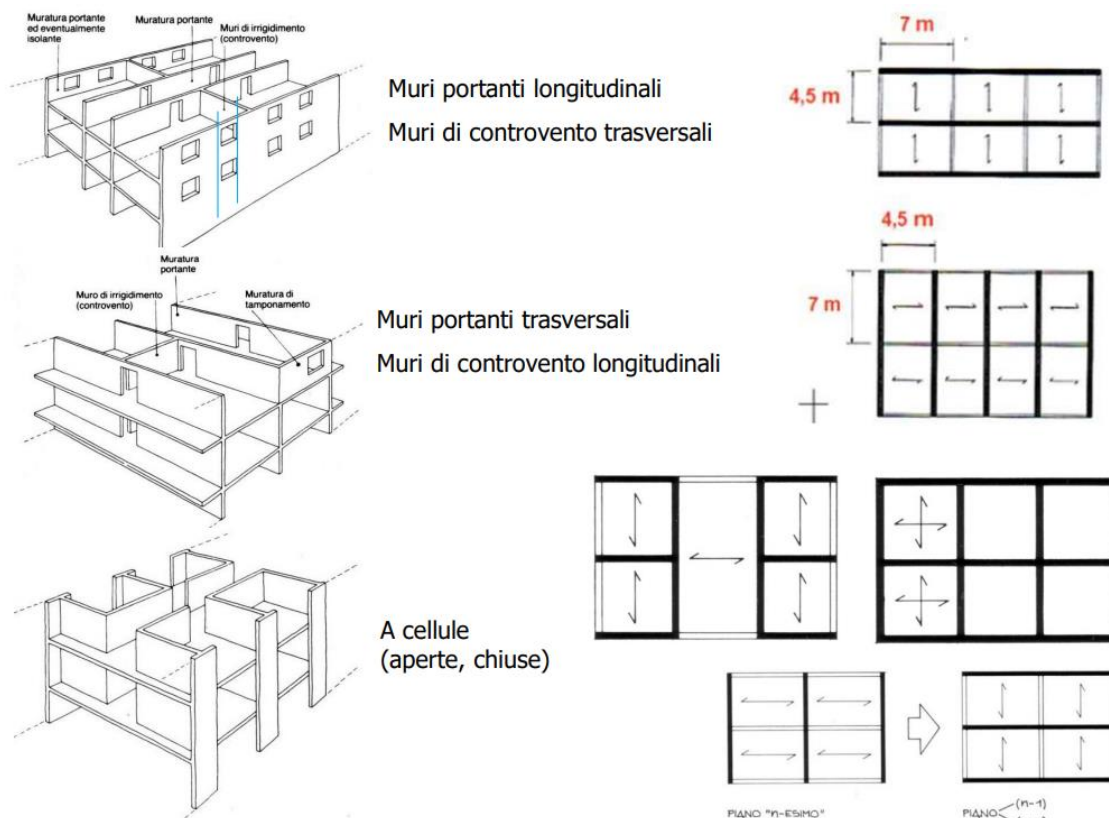 Muratura portante
ed eventualmente
isolante
Muratura portante
Muri di irrigidimento
(controvento)
Muri portanti longitudinali
Muri di controvento trasversali
7 m
4,5 m
Muratura
portante
Muro di irrigidimento
(controvento)
Muratura di
tamponamento
Muri portanti trasversali
Muri di controvento longitudinali
4,5 m
7 m
A cellule
(aperte, chiuse)
PIANO "n-ESIMO"
PIANO (n-1)